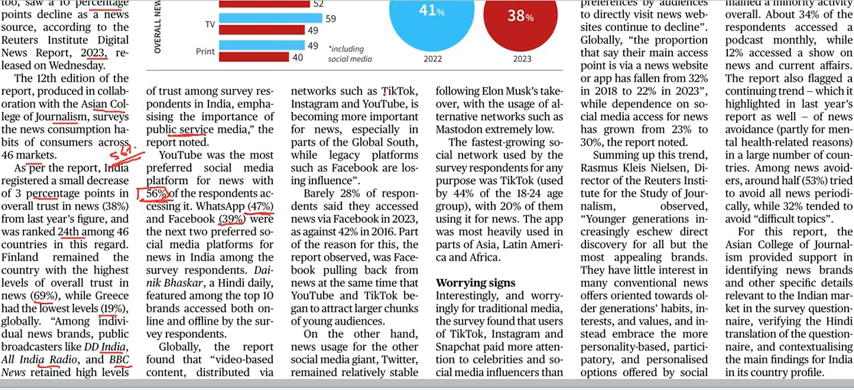 too, saw a 10 percentage
points decline as a news
source, according to the
Reuters Institute Digital
News Report, 2023, re-
leased on Wednesday.
The 12th edition of the
report, produced in collab-
oration with the Asian Col-
lege of Journalism, surveys
the news consumption ha-
bits of consumers across
46 markets.
As per the report, India
registered a small decrease
of 3 percentage points in
overall trust in news (38%)
from last year's figure, and
was ranked 24th among 46
countries in this regard.
Finland remained the
country with the highest
levels of overall trust in
news (69%), while Greece
had the lowest levels (19%),
globally. "Among indivi-
dual news brands, public
broadcasters like DD India,
All India Radio, and BBC
News retained high levels
OVERALL NEWS
52
TV
59
49
Print
49
40
*including
social media
41%
2022
38%
2023
of trust among survey res-
pondents in India, empha-
sising the importance of
public service media," the
report noted.
YouTube was the most
preferred social media
platform for news with
56% of the respondents ac-
cessing it. WhatsApp (47%)
and Facebook (39%) were
the next two preferred so-
cial media platforms for
news in India among the
survey respondents. Dai-
nik Bhaskar, a Hindi daily,
featured among the top 10
brands accessed both on-
line and offline by the sur-
vey respondents.
Globally, the report
found that "video-based
content, distributed via
networks such as TikTok,
Instagram and YouTube, is
becoming more important
for news, especially in
parts of the Global South,
while legacy platforms
such as Facebook are los-
ing influence".
Barely 28% of respon-
dents said they accessed
news via Facebook in 2023,
as against 42% in 2016. Part
of the reason for this, the
report observed, was Face-
book pulling back from
news at the same time that
YouTube and TikTok be-
gan to attract larger chunks
of young audiences.
On the other hand,
news usage for the other
social media giant, Twitter,
remained relatively stable
following Elon Musk's take-
over, with the usage of al-
ternative networks such as
Mastodon extremely low.
The fastest-growing so-
cial network used by the
survey respondents for any
purpose was TikTok (used
by 44% of the 18-24 age
group), with 20% of them
using it for news. The app
was most heavily used in
parts of Asia, Latin Ameri-
ca and Africa.
Worrying signs
Interestingly, and worry-
ingly for traditional media,
the survey found that users
of TikTok, Instagram and
Snapchat paid more atten-
tion to celebrities and so-
cial media influencers than
preferences by audiences
to directly visit news web-
sites continue to decline".
Globally, "the proportion
that say their main access
point is via a news website
or app has fallen from 32%
in 2018 to 22% in 2023",
while dependence on so-
cial media access for news
has grown from 23% to
30%, the report noted.
Summing up this trend,
Rasmus Kleis Nielsen, Di-
rector of the Reuters Insti-
tute for the Study of Jour-
nalism, observed,
"Younger generations in-
creasingly eschew direct
discovery for all but the
most appealing brands.
They have little interest in
many conventional news
offers oriented towards ol-
der generations' habits, in-
terests, and values, and in-
stead embrace the more
personality-based, partici-
patory, and personalised
options offered by social
mained a minority activity
overall. About 34% of the
respondents accessed a
podcast monthly, while
12% accessed a show on
news and current affairs.
The report also flagged a
continuing trend – which it
highlighted in last year's
report as well – of news
avoidance (partly for men-
tal health-related reasons)
in a large number of coun-
tries. Among news avoid-
ers, around half (53%) tried
to avoid all news periodi-
cally, while 32% tended to
avoid "difficult topics".
For this report, the
Asian College of Journal-
ism provided support in
identifying news brands
and other specific details
relevant to the Indian mar-
ket in the survey question-
naire, verifying the Hindi
translation of the question-
naire, and contextualising
the main findings for India
in its country profile.